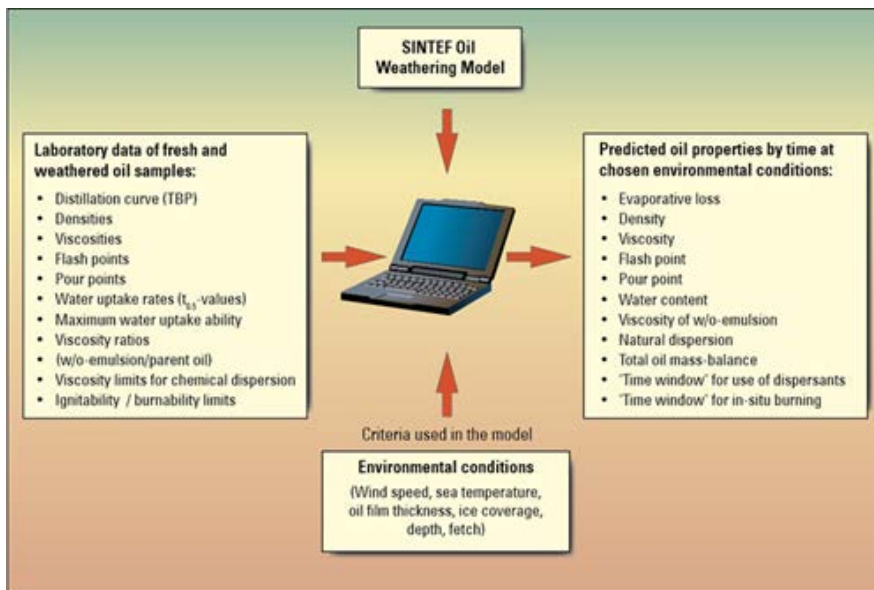 SINTEF Oil
Weathering Model
Laboratory data of fresh and
weathered oil samples:
• Distillation curve (TBP)
• Densities
• Viscosities
• Flash points
• Pour points
• Water uptake rates (t0.5-values)
• Maximum water uptake ability
• Viscosity ratios
• (w/o-emulsion/parent oil)
• Viscosity limits for chemical dispersion
• Ignitability / burnability limits
Predicted oil properties by time at
chosen environmental conditions:
• Evaporative loss
• Density
• Viscosity
• Flash point
• Pour point
• Water content
• Viscosity of w/o-emulsion
• Natural dispersion
• Total oil mass-balance
• 'Time window' for use of dispersants
• 'Time window' for in-situ burning
Criteria used in the model
Environmental conditions
(Wind speed, sea temperature,
oil film thickness, ice coverage,
depth, fetch)